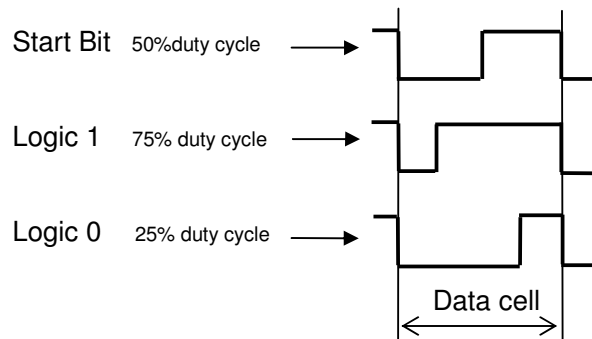 Start Bit 50%duty cycle
Logic 1 75% duty cycle
Logic 0 25% duty cycle
Data cell